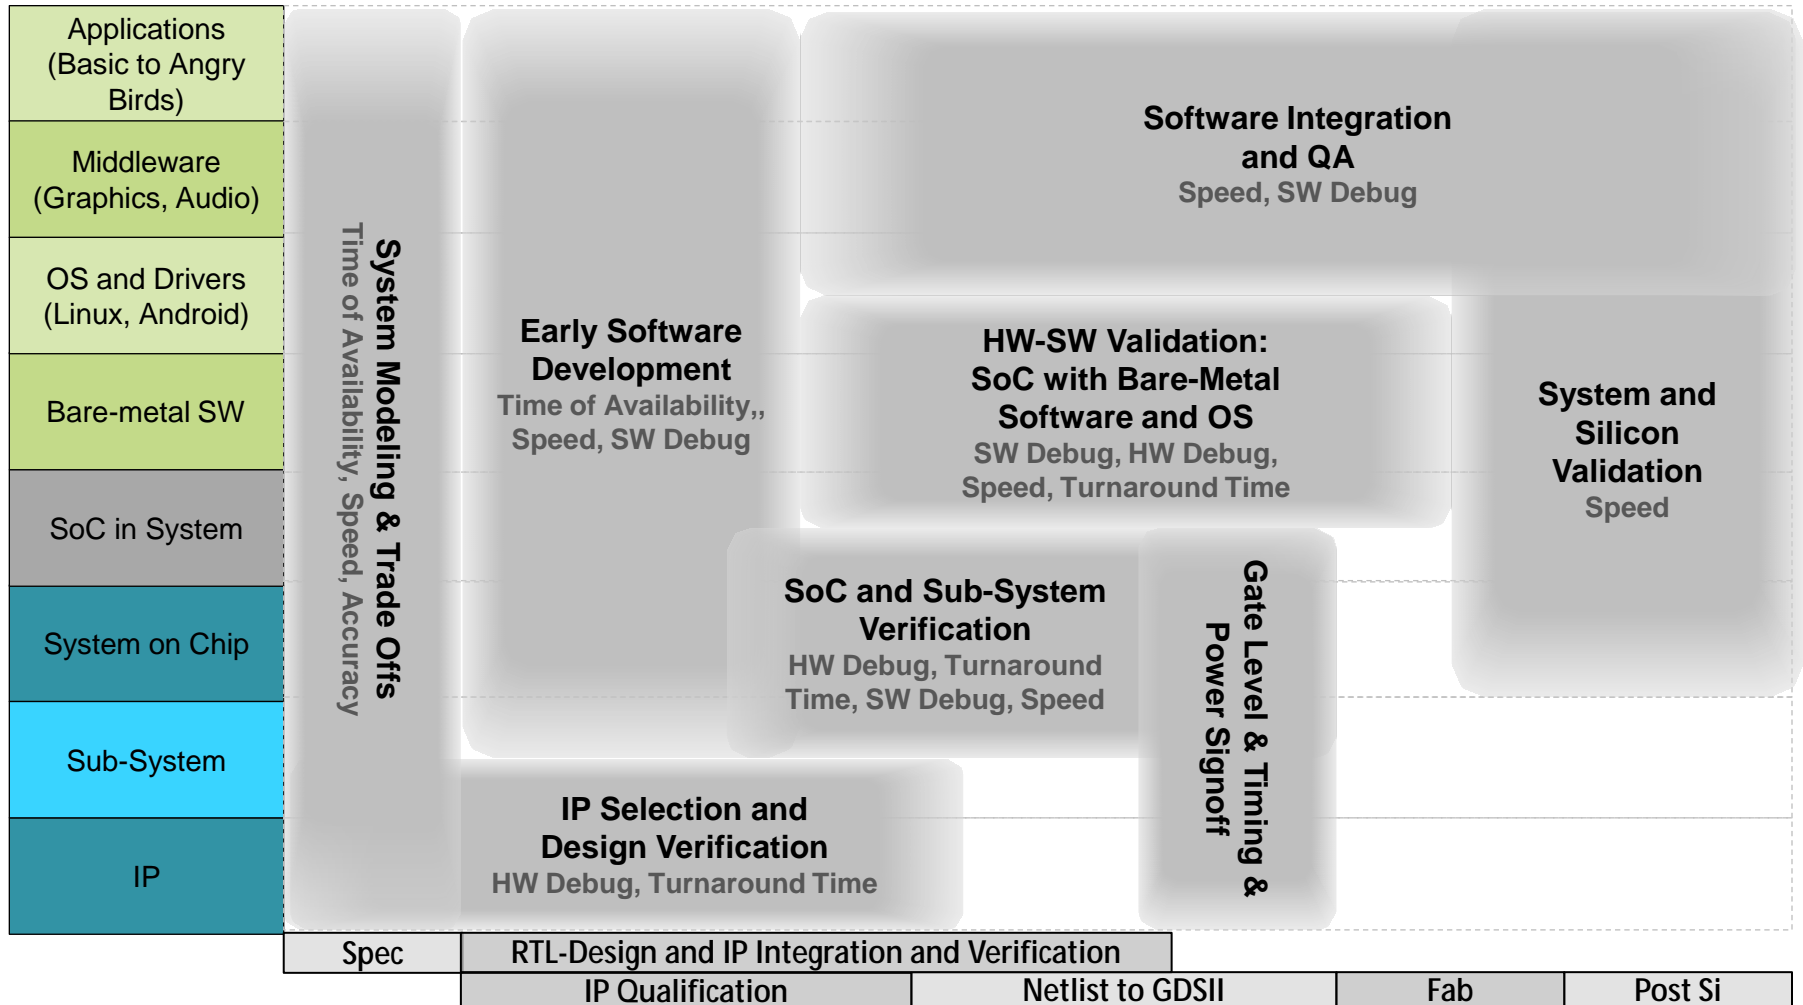 Applications
(Basic to Angry
Birds)
Middleware
(Graphics, Audio)
OS and Drivers
(Linux, Android)
Bare-metal SW
SoC in System
System on Chip
Sub-System
IP
System Modeling & Trade Offs
Time of Availability, Speed, Accuracy
Early Software
Development
Time of Availability,,
Speed, SW Debug
Software Integration
and QA
Speed, SW Debug
HW-SW Validation:
SoC with Bare-Metal
Software and OS
SW Debug, HW Debug,
Speed, Turnaround Time
System and
Silicon
Validation
Speed
SoC and Sub-System
Verification
HW Debug, Turnaround
Time, SW Debug, Speed
Gate Level & Timing &
Power Signoff
IP Selection and
Design Verification
HW Debug, Turnaround Time
Spec
RTL-Design and IP Integration and Verification
IP Qualification
Netlist to GDSII
Fab
Post Si